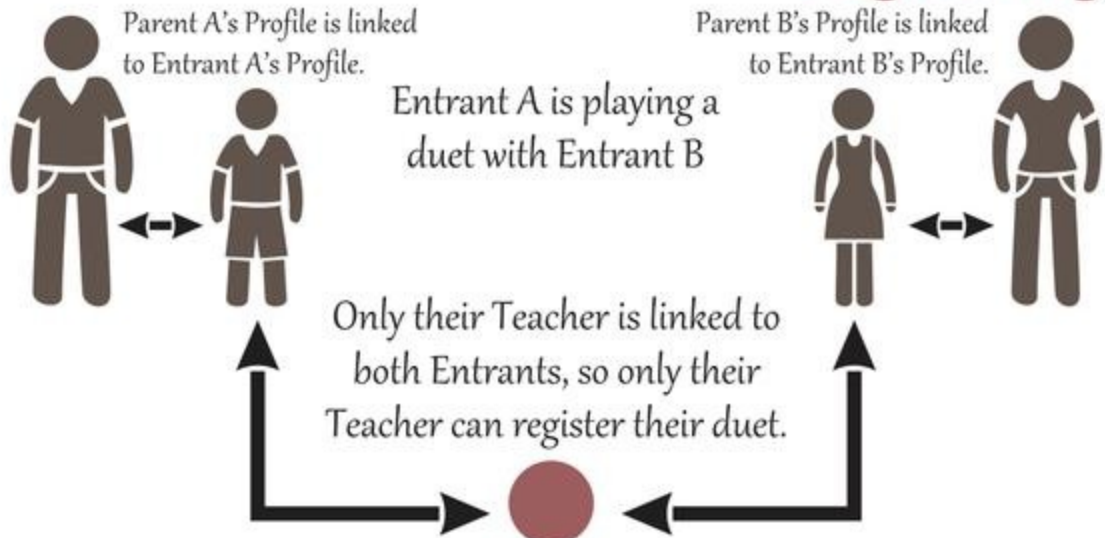 Parent A's Profile is linked
to Entrant A's Profile.
Parent B's Profile is linked
to Entrant B's Profile.
Entrant A is playing a
duet with Entrant B
Only their Teacher is linked to
both Entrants, so only their
Teacher can register their duet.